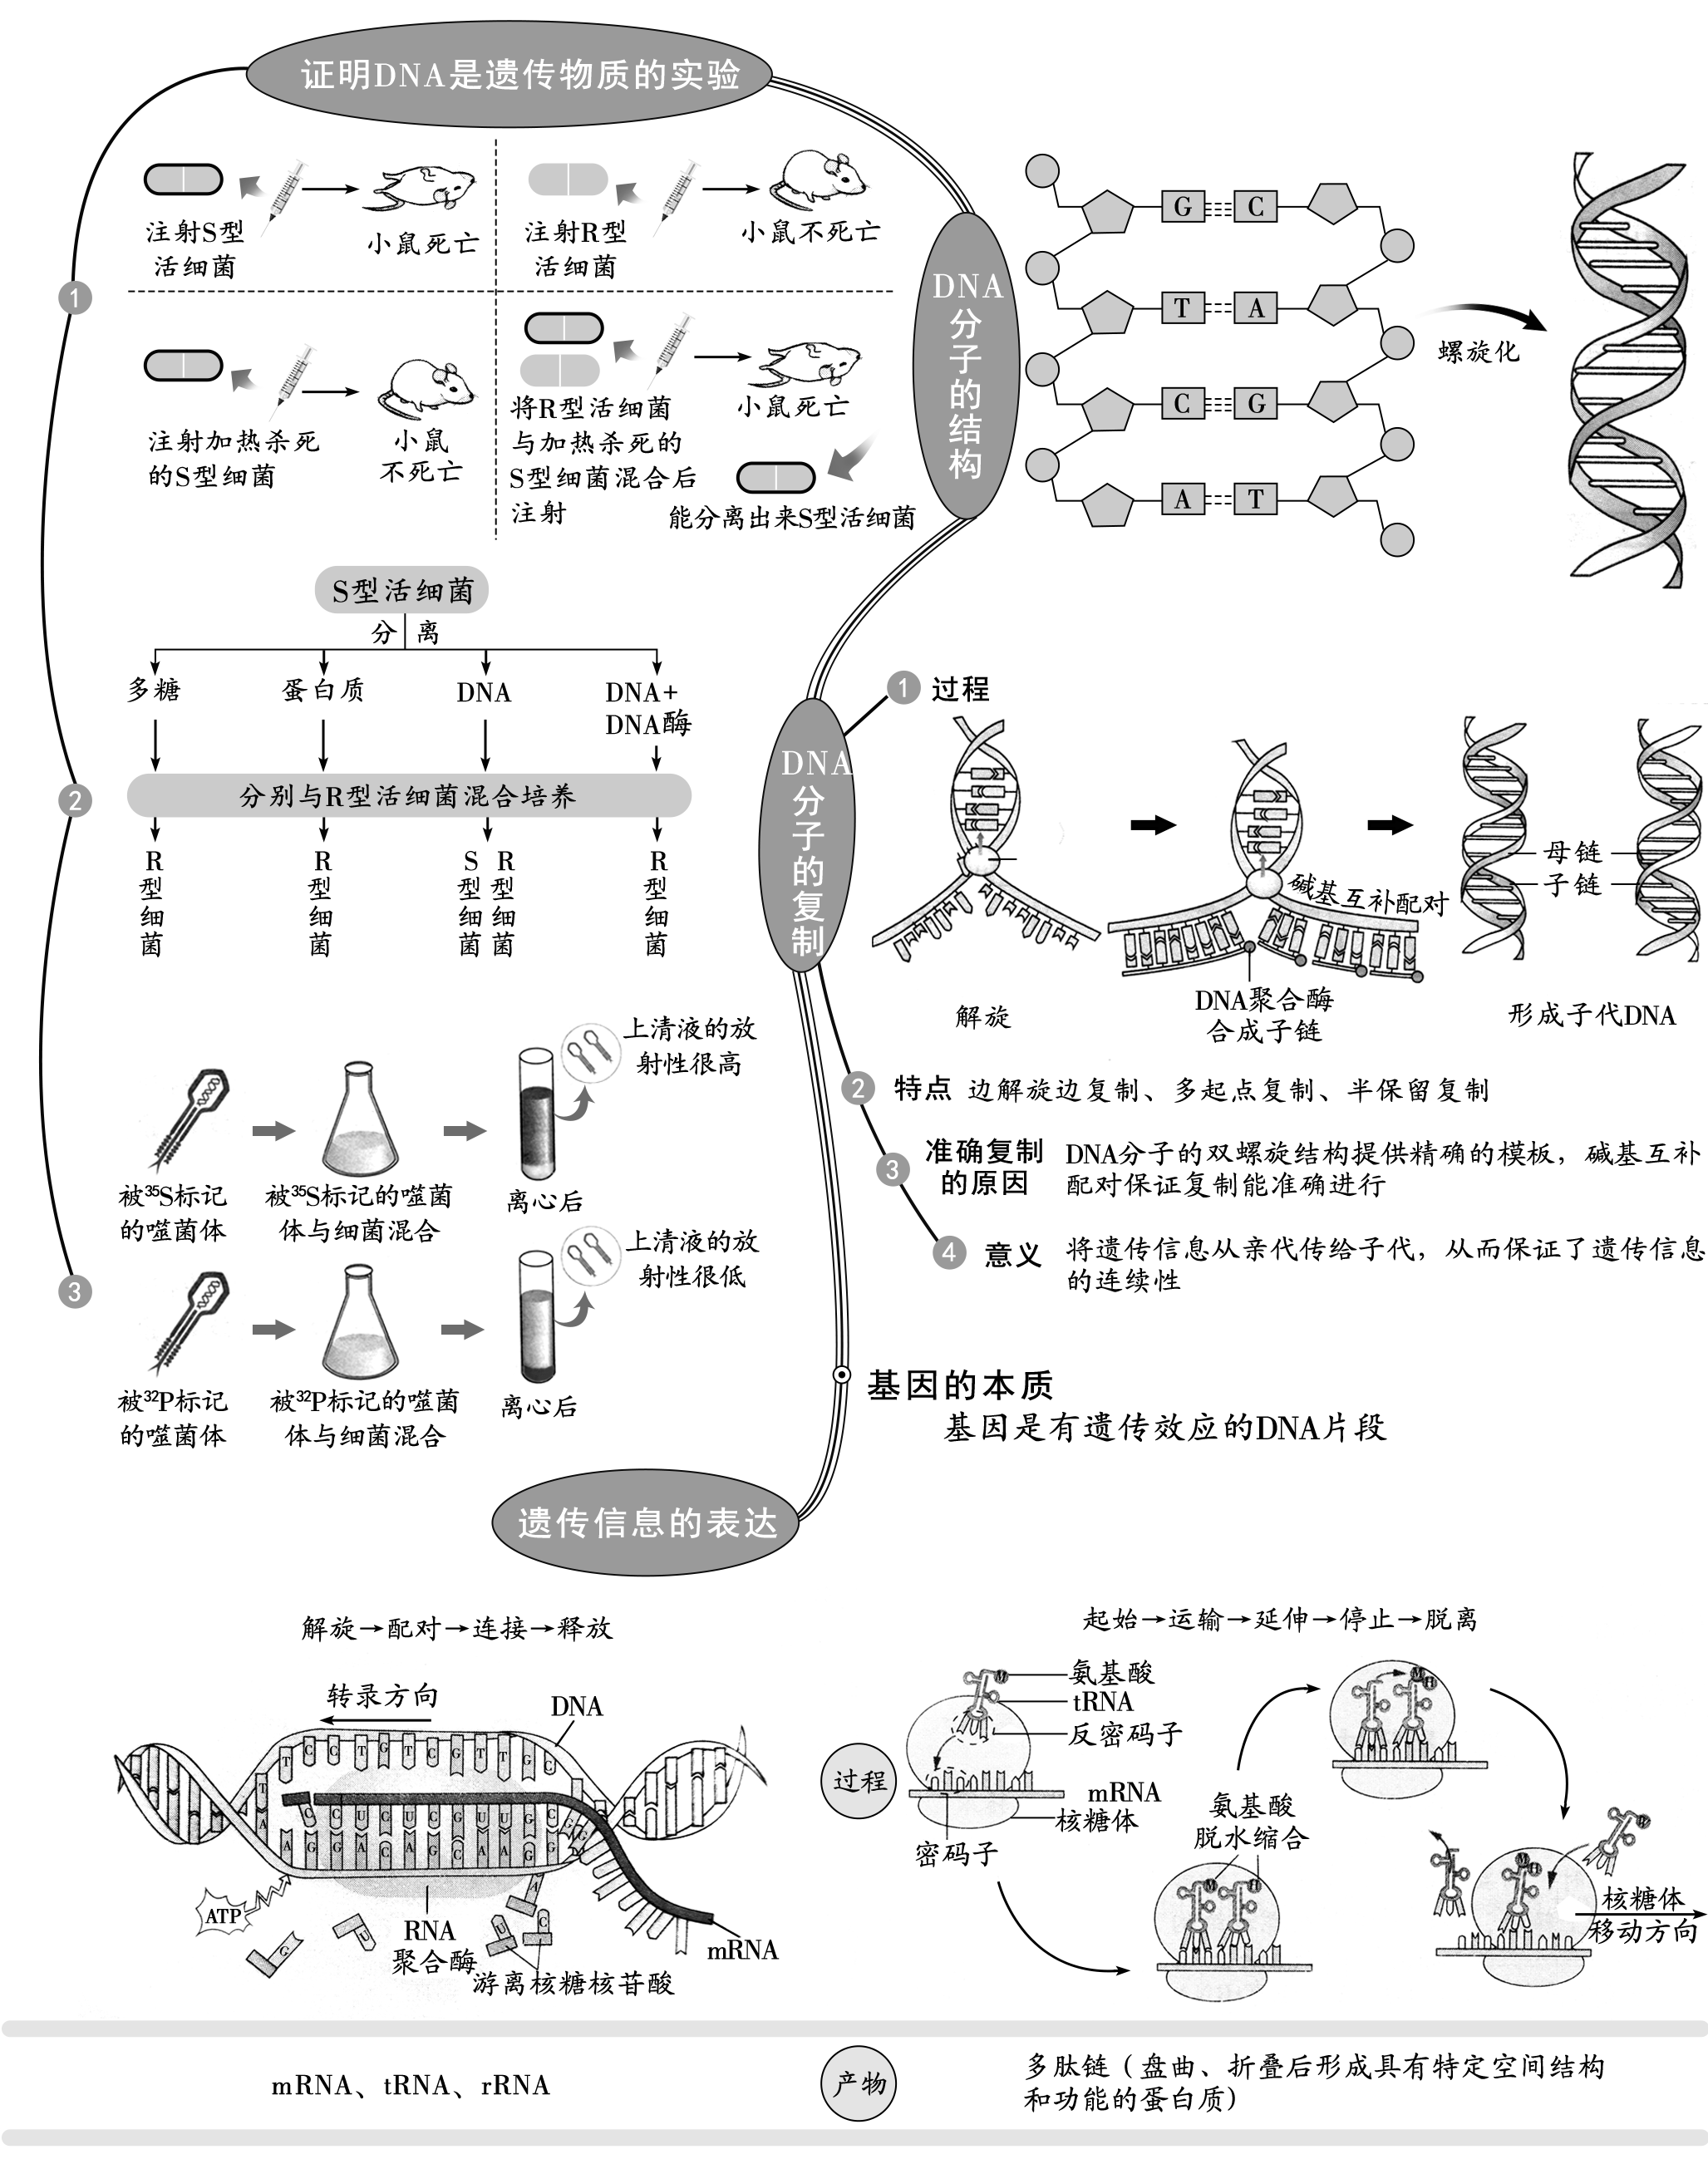 证明DNA是遗传物质的实验
1
注射S型
活细菌
小鼠死亡
注射R型
活细菌
小鼠不死亡
注射加热杀死
的S型细菌
小鼠
不死亡
将R型活细菌
与加热杀死的
S型细菌混合后
注射
小鼠死亡
能分离出来S型活细菌
2
S型活细菌
分离
多糖
蛋白质
DNA
DNA+
DNA酶
分别与R型活细菌混合培养
R型细菌
R型细菌
S型细菌
R型细菌
R型细菌
3
被³⁵S标记
的噬菌体
被³⁵S标记的噬菌
体与细菌混合
离心后
上清液的放
射性很高
被³²P标记
的噬菌体
被³²P标记的噬菌
体与细菌混合
离心后
上清液的放
射性很低
DNA分子的结构
G C
T A
C G
A T
螺旋化
DNA分子的复制
1 过程
解旋
碱基互补配对
DNA聚合酶
合成子链
母链
子链
形成子代DNA
2 特点 边解旋边复制、多起点复制、半保留复制
3 准确复制
的原因
DNA分子的双螺旋结构提供精确的模板，碱基互补
配对保证复制能准确进行
4 意义 将遗传信息从亲代传给子代，从而保证了遗传信息
的连续性
基因的本质
基因是有遗传效应的DNA片段
遗传信息的表达
解旋→配对→连接→释放
转录方向
DNA
T C C T G T C G T T G C
T
A
C C U G U C G U U G C
A G G A C A G C A A G G
G G
A
ATP
G
U
U
C
RNA
聚合酶
游离核糖核苷酸
mRNA
过程
起始→运输→延伸→停止→脱离
M
氨基酸
tRNA
反密码子
mRNA
核糖体
密码子
氨基酸
脱水缩合
M H
M H
M H
核糖体
移动方向
mRNA、tRNA、rRNA
产物
多肽链（盘曲、折叠后形成具有特定空间结构
和功能的蛋白质）